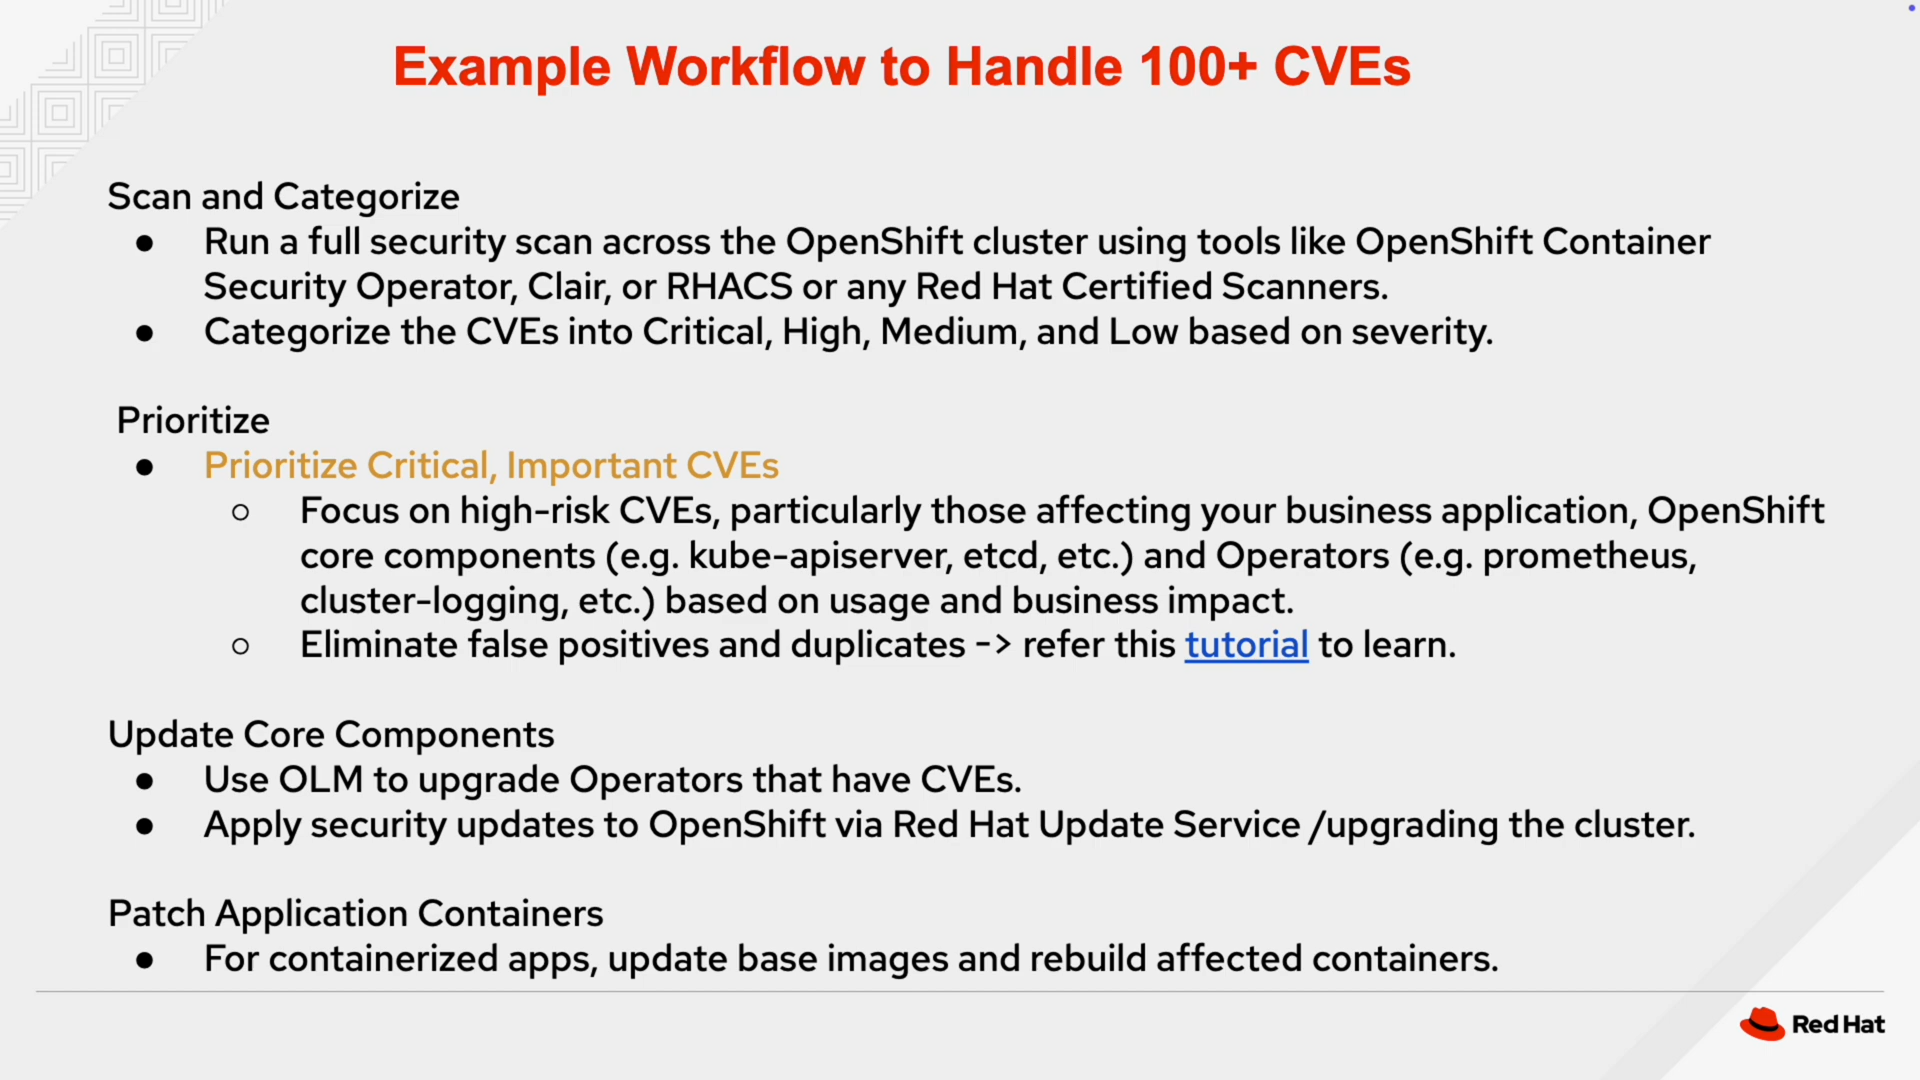 Example Workflow to Handle 100+ CVEs
Scan and Categorize
● Run a full security scan across the OpenShift cluster using tools like OpenShift Container
Security Operator, Clair, or RHACS or any Red Hat Certified Scanners.
● Categorize the CVEs into Critical, High, Medium, and Low based on severity.
Prioritize
● Prioritize Critical, Important CVEs
○ Focus on high-risk CVEs, particularly those affecting your business application, OpenShift
core components (e.g. kube-apiserver, etcd, etc.) and Operators (e.g. prometheus,
cluster-logging, etc.) based on usage and business impact.
○ Eliminate false positives and duplicates -> refer this tutorial to learn.
Update Core Components
● Use OLM to upgrade Operators that have CVEs.
● Apply security updates to OpenShift via Red Hat Update Service /upgrading the cluster.
Patch Application Containers
● For containerized apps, update base images and rebuild affected containers.
Red Hat